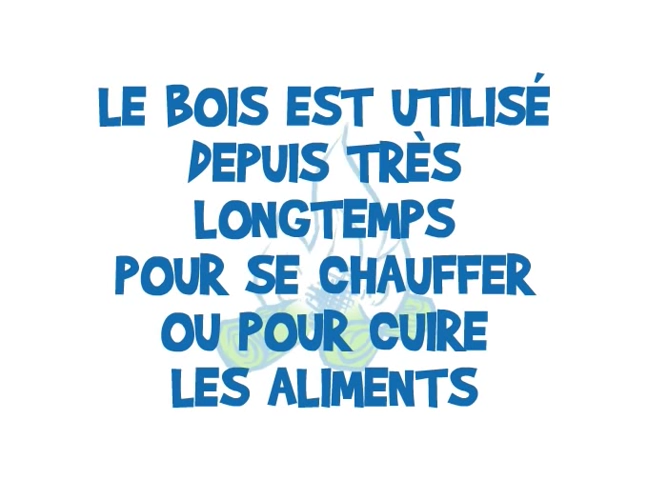 LE BOIS EST UTILISÉ
DEPUIS TRÈS
LONGTEMPS
POUR SE CHAUFFER
OU POUR CUIRE
LES ALIMENTS